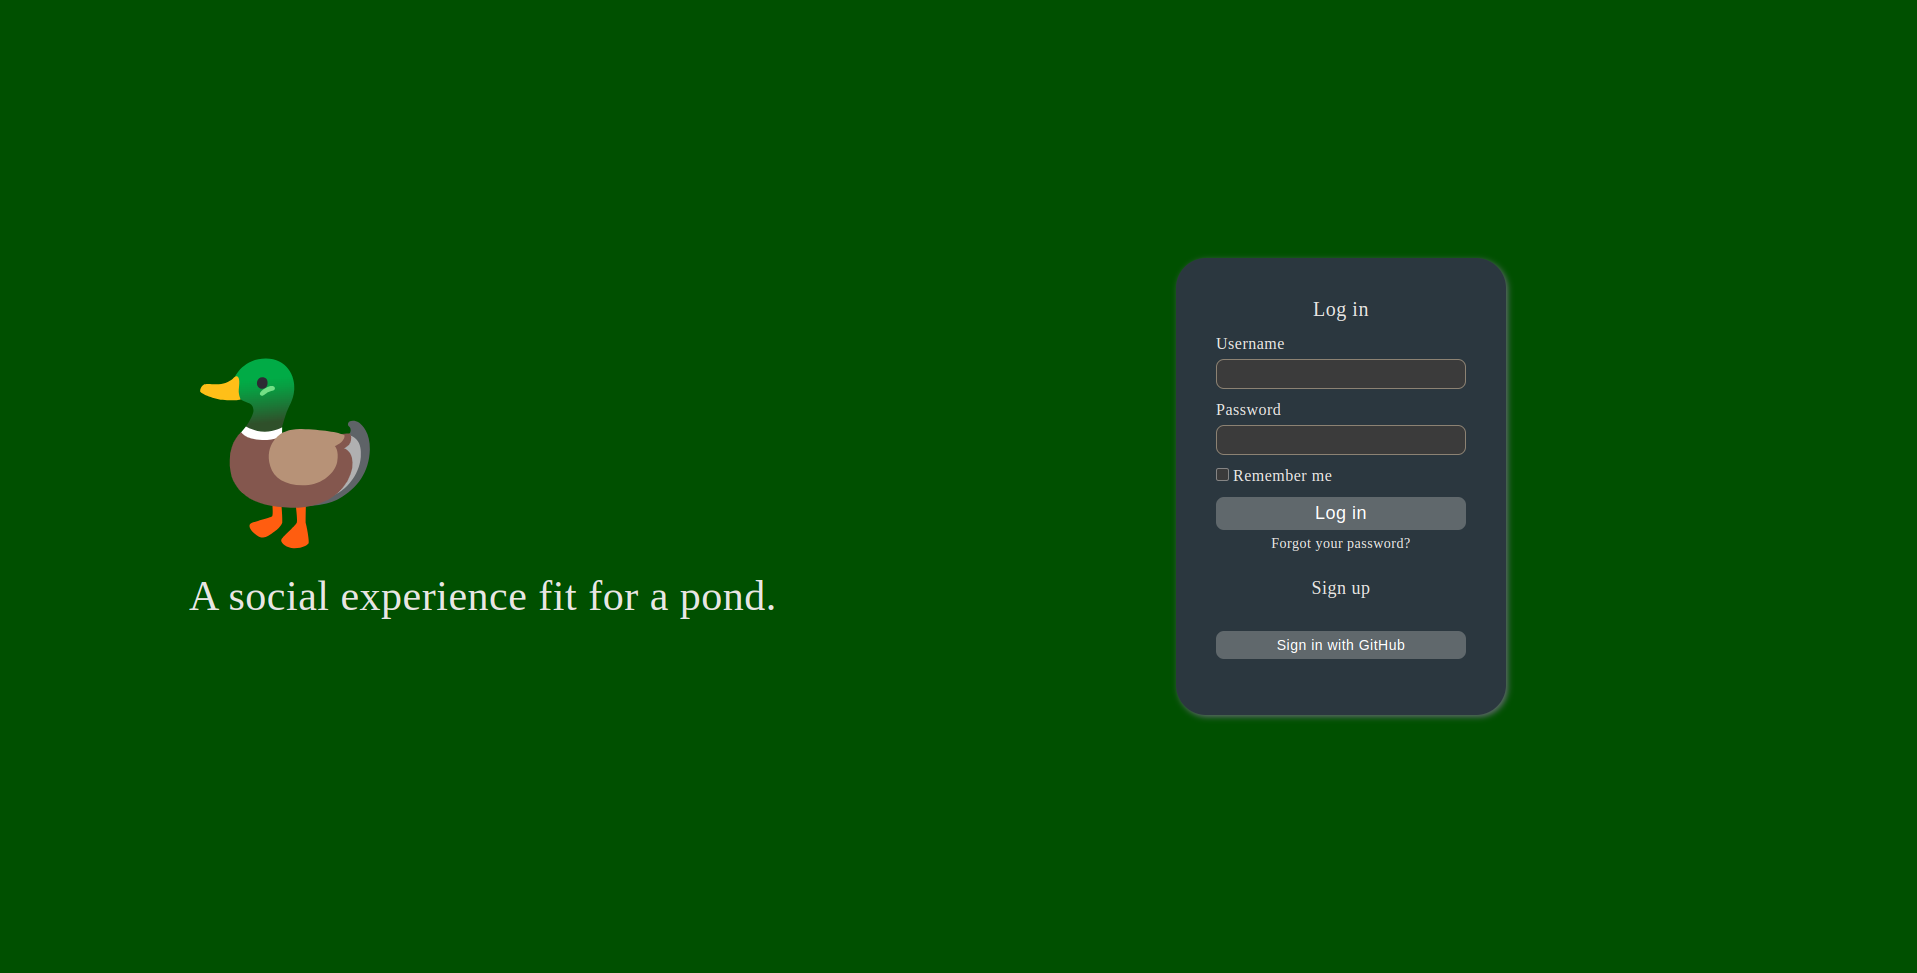 A social experience fit for a pond.
Log in
Username
Password
Remember me
Log in
Forgot your password?
Sign up
Sign in with GitHub